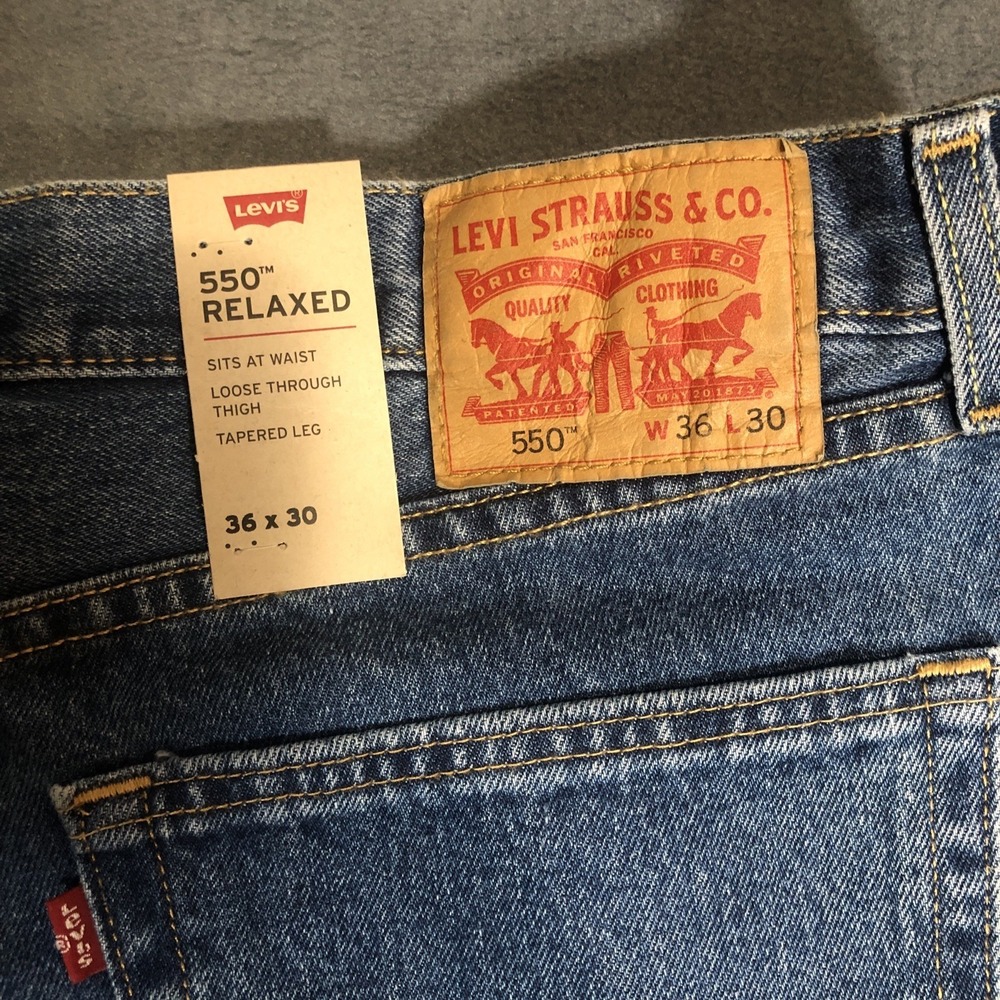 LEVI'S®
550™
RELAXED
SITS AT WAIST
LOOSE THROUGH
THIGH
TAPERED LEG
36 x 30
LEVI STRAUSS & CO.
SAN FRANCISCO
CAL.
ORIGINAL RIVETED
QUALITY CLOTHING
PATENTED MAY 20 1873
550™ W 36 L 30
LEVI'S ®